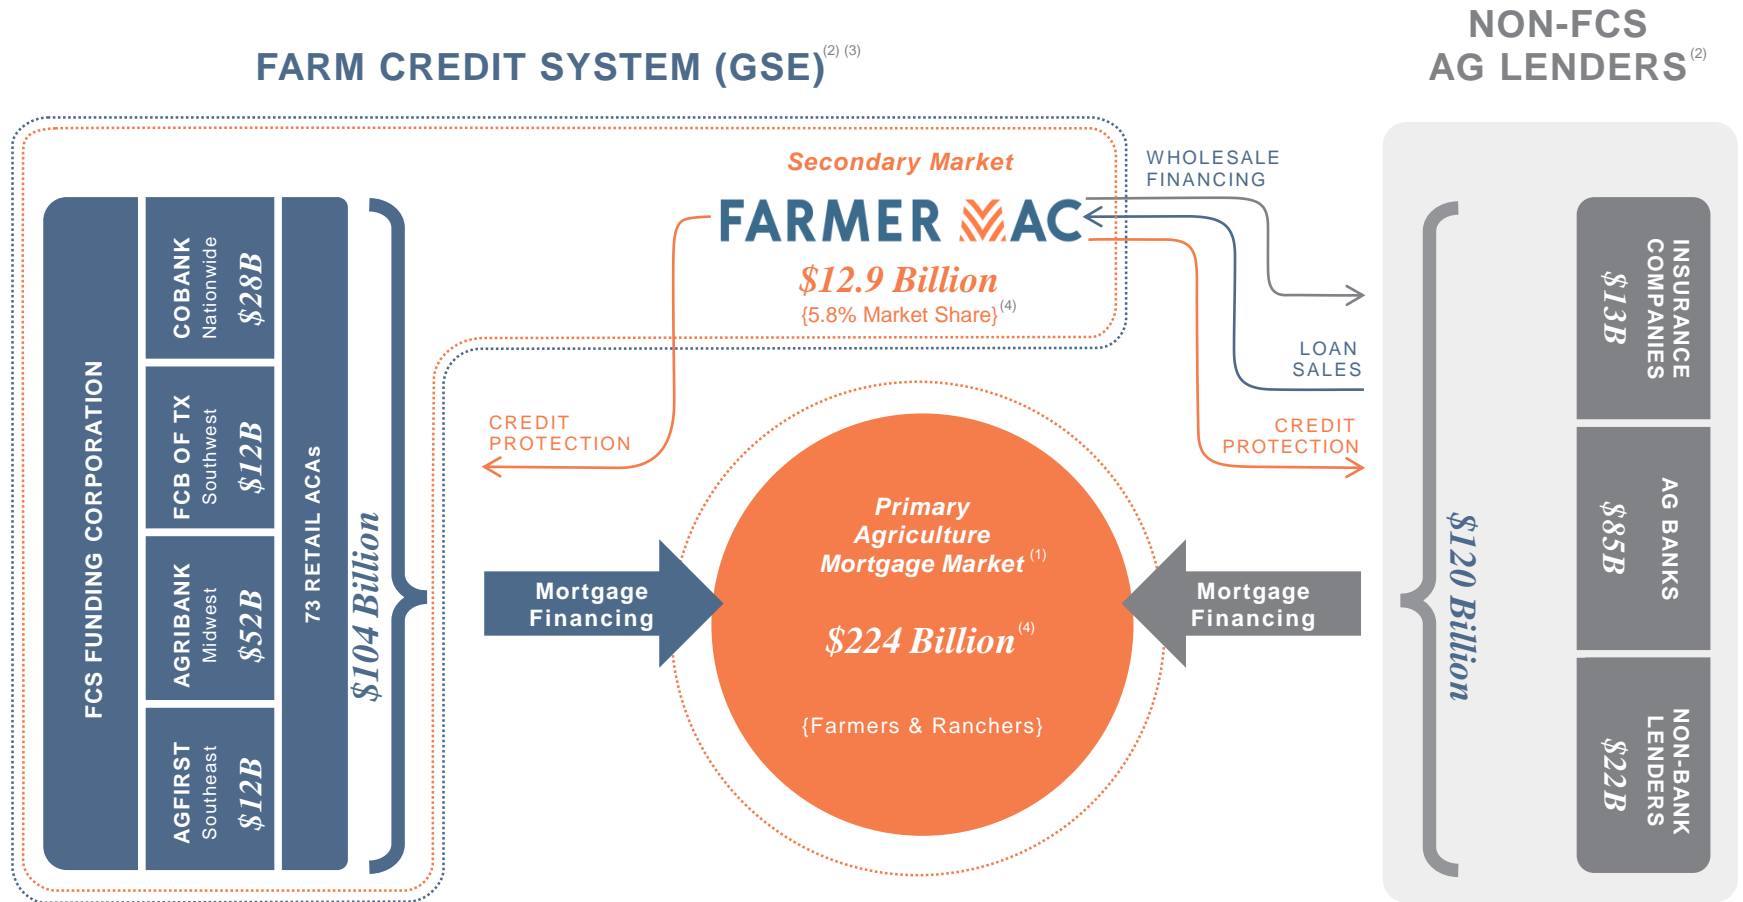 FARM CREDIT SYSTEM (GSE)(2) (3)
NON-FCS
AG LENDERS(2)
FCS FUNDING CORPORATION
COBANK
Nationwide
$28B
FCB OF TX
Southwest
$12B
AGRIBANK
Midwest
$52B
AGFIRST
Southeast
$12B
73 RETAIL ACAs
$104 Billion
Secondary Market
FARMER MAC
$12.9 Billion
{5.8% Market Share}(4)
WHOLESALE
FINANCING
LOAN
SALES
CREDIT
PROTECTION
CREDIT
PROTECTION
Primary
Agriculture
Mortgage Market (1)
$224 Billion(4)
{Farmers & Ranchers}
Mortgage
Financing
Mortgage
Financing
$120 Billion
INSURANCE
COMPANIES
$13B
AG BANKS
$85B
NON-BANK
LENDERS
$22B